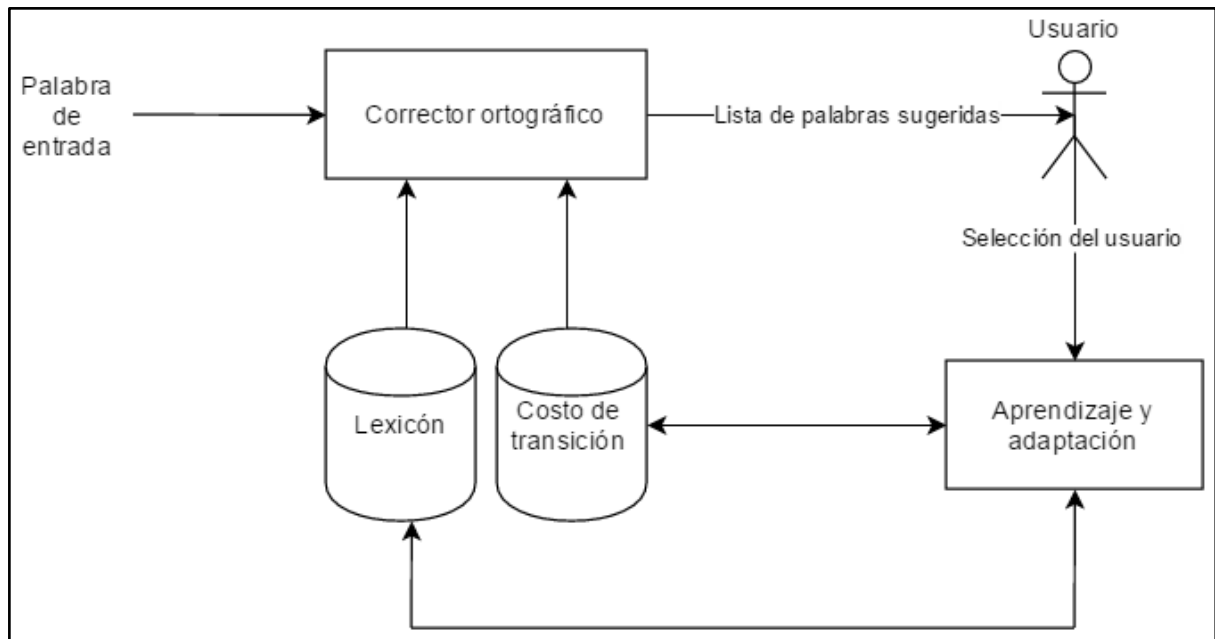 Usuario
Palabra
de
entrada
Corrector ortográfico
Lista de palabras sugeridas
Selección del usuario
Lexicón
Costo de
transición
Aprendizaje y
adaptación